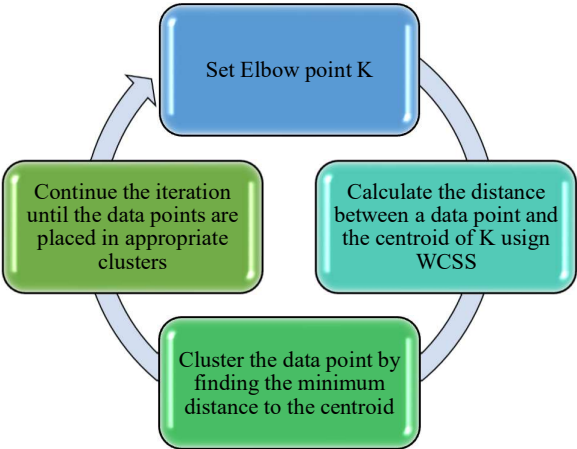 Set Elbow point K
Calculate the distance
between a data point and
the centroid of K usign
WCSS
Cluster the data point by
finding the minimum
distance to the centroid
Continue the iteration
until the data points are
placed in appropriate
clusters